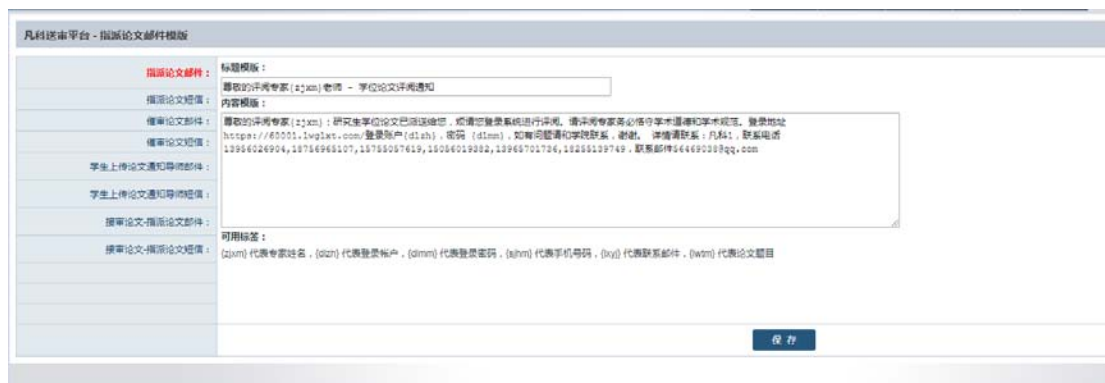 凡科送审平台 - 指派论文邮件模版
指派论文邮件：
指派论文短信：
催审论文邮件：
催审论文短信：
学生上传论文通知导师邮件：
学生上传论文通知导师短信：
接审论文-指派论文邮件：
接审论文-指派论文短信：
标题模版：
尊敬的评阅专家{zjxm}老师 - 学位论文评阅通知
内容模版：
尊敬的评阅专家{zjxm}：研究生学位论文已派送给您，烦请您登录系统进行评阅。请评阅专家务必恪守学术道德和学术规范。登录地址
https://60001.lwglxt.com/登录账户{dlzh}，密码 {dlmm}，如有问题请和学院联系，谢谢。 详情请联系：凡科1，联系电话
13956026904,18756965107,15755057619,15056019382,13965701736,18255139749，联系邮件56469038@qq.com
可用标签：
{zjxm} 代表专家姓名，{dlzh} 代表登录帐户，{dlmm} 代表登录密码，{sjhm} 代表手机号码，{lxyj} 代表联系邮件，{lwtm} 代表论文题目
保 存